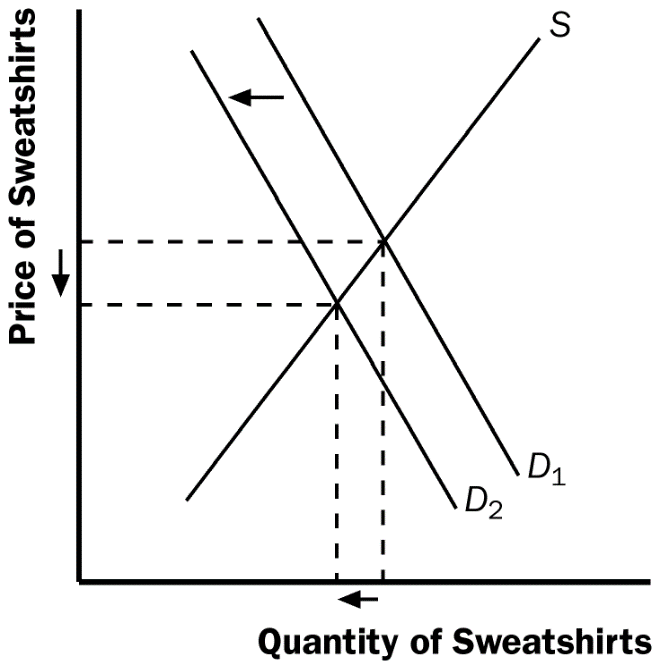 Price of Sweatshirts
S
D₁
D₂
Quantity of Sweatshirts